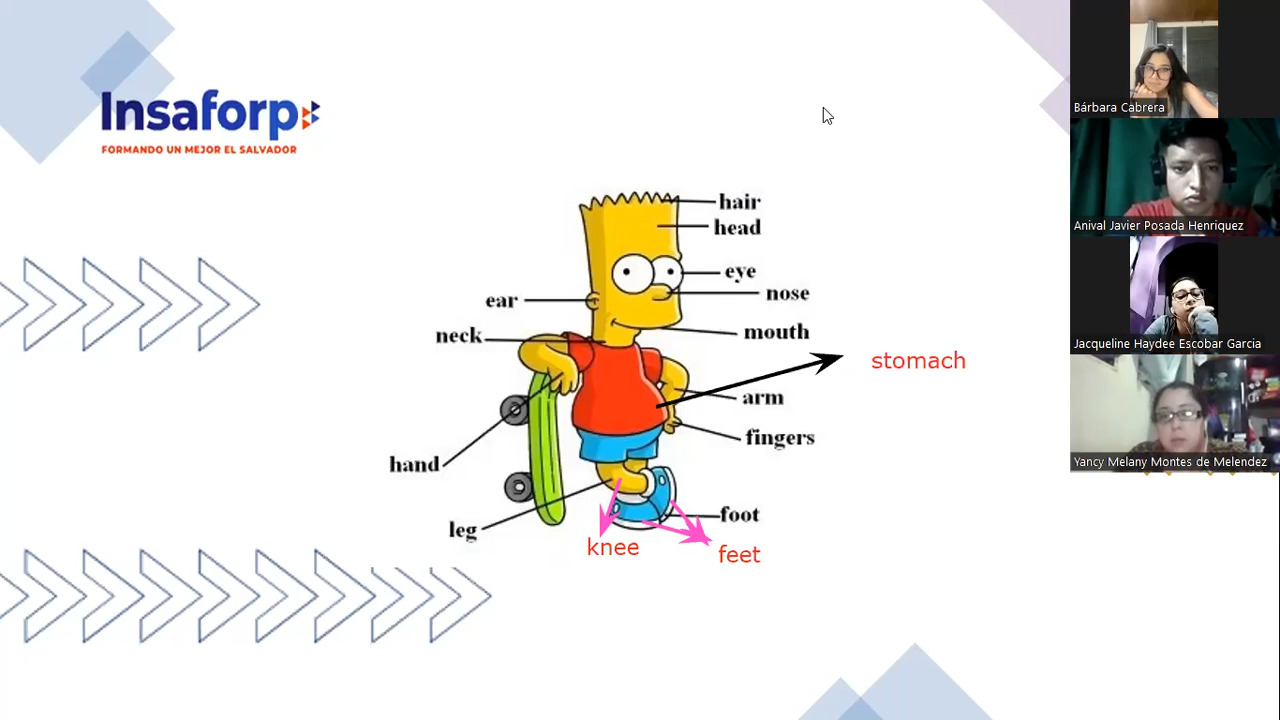 Insaforp
FORMANDO UN MEJOR EL SALVADOR
hair
head
eye
nose
ear
neck
mouth
stomach
arm
fingers
hand
leg
foot
knee
feet
Bárbara Cabrera
Anival Javier Posada Henriquez
Jacqueline Haydee Escobar Garcia
Yancy Melany Montes de Melendez